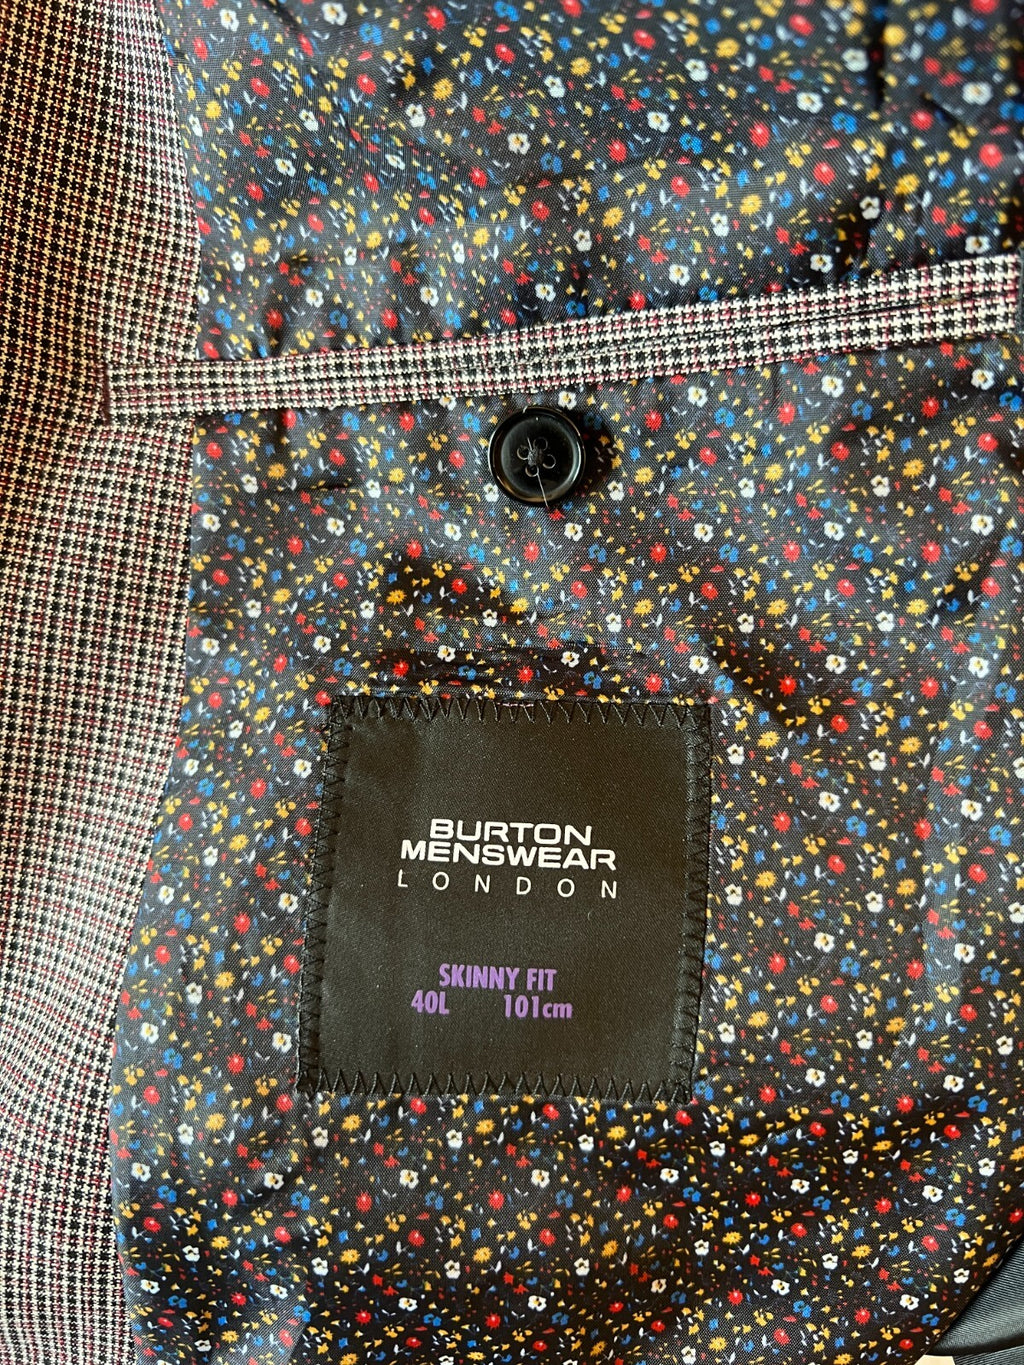 BURTON
MENSWEAR
LONDON
SKINNY FIT
40L 101cm